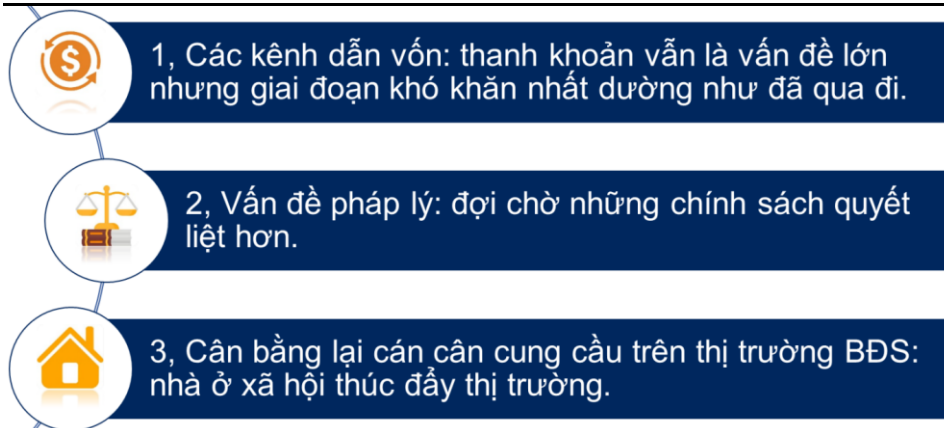 1, Các kênh dẫn vốn: thanh khoản vẫn là vấn đề lớn
nhưng giai đoạn khó khăn nhất dường như đã qua đi.
2, Vấn đề pháp lý: đợi chờ những chính sách quyết
liệt hơn.
3, Cân bằng lại cán cân cung cầu trên thị trường BĐS:
nhà ở xã hội thúc đẩy thị trường.